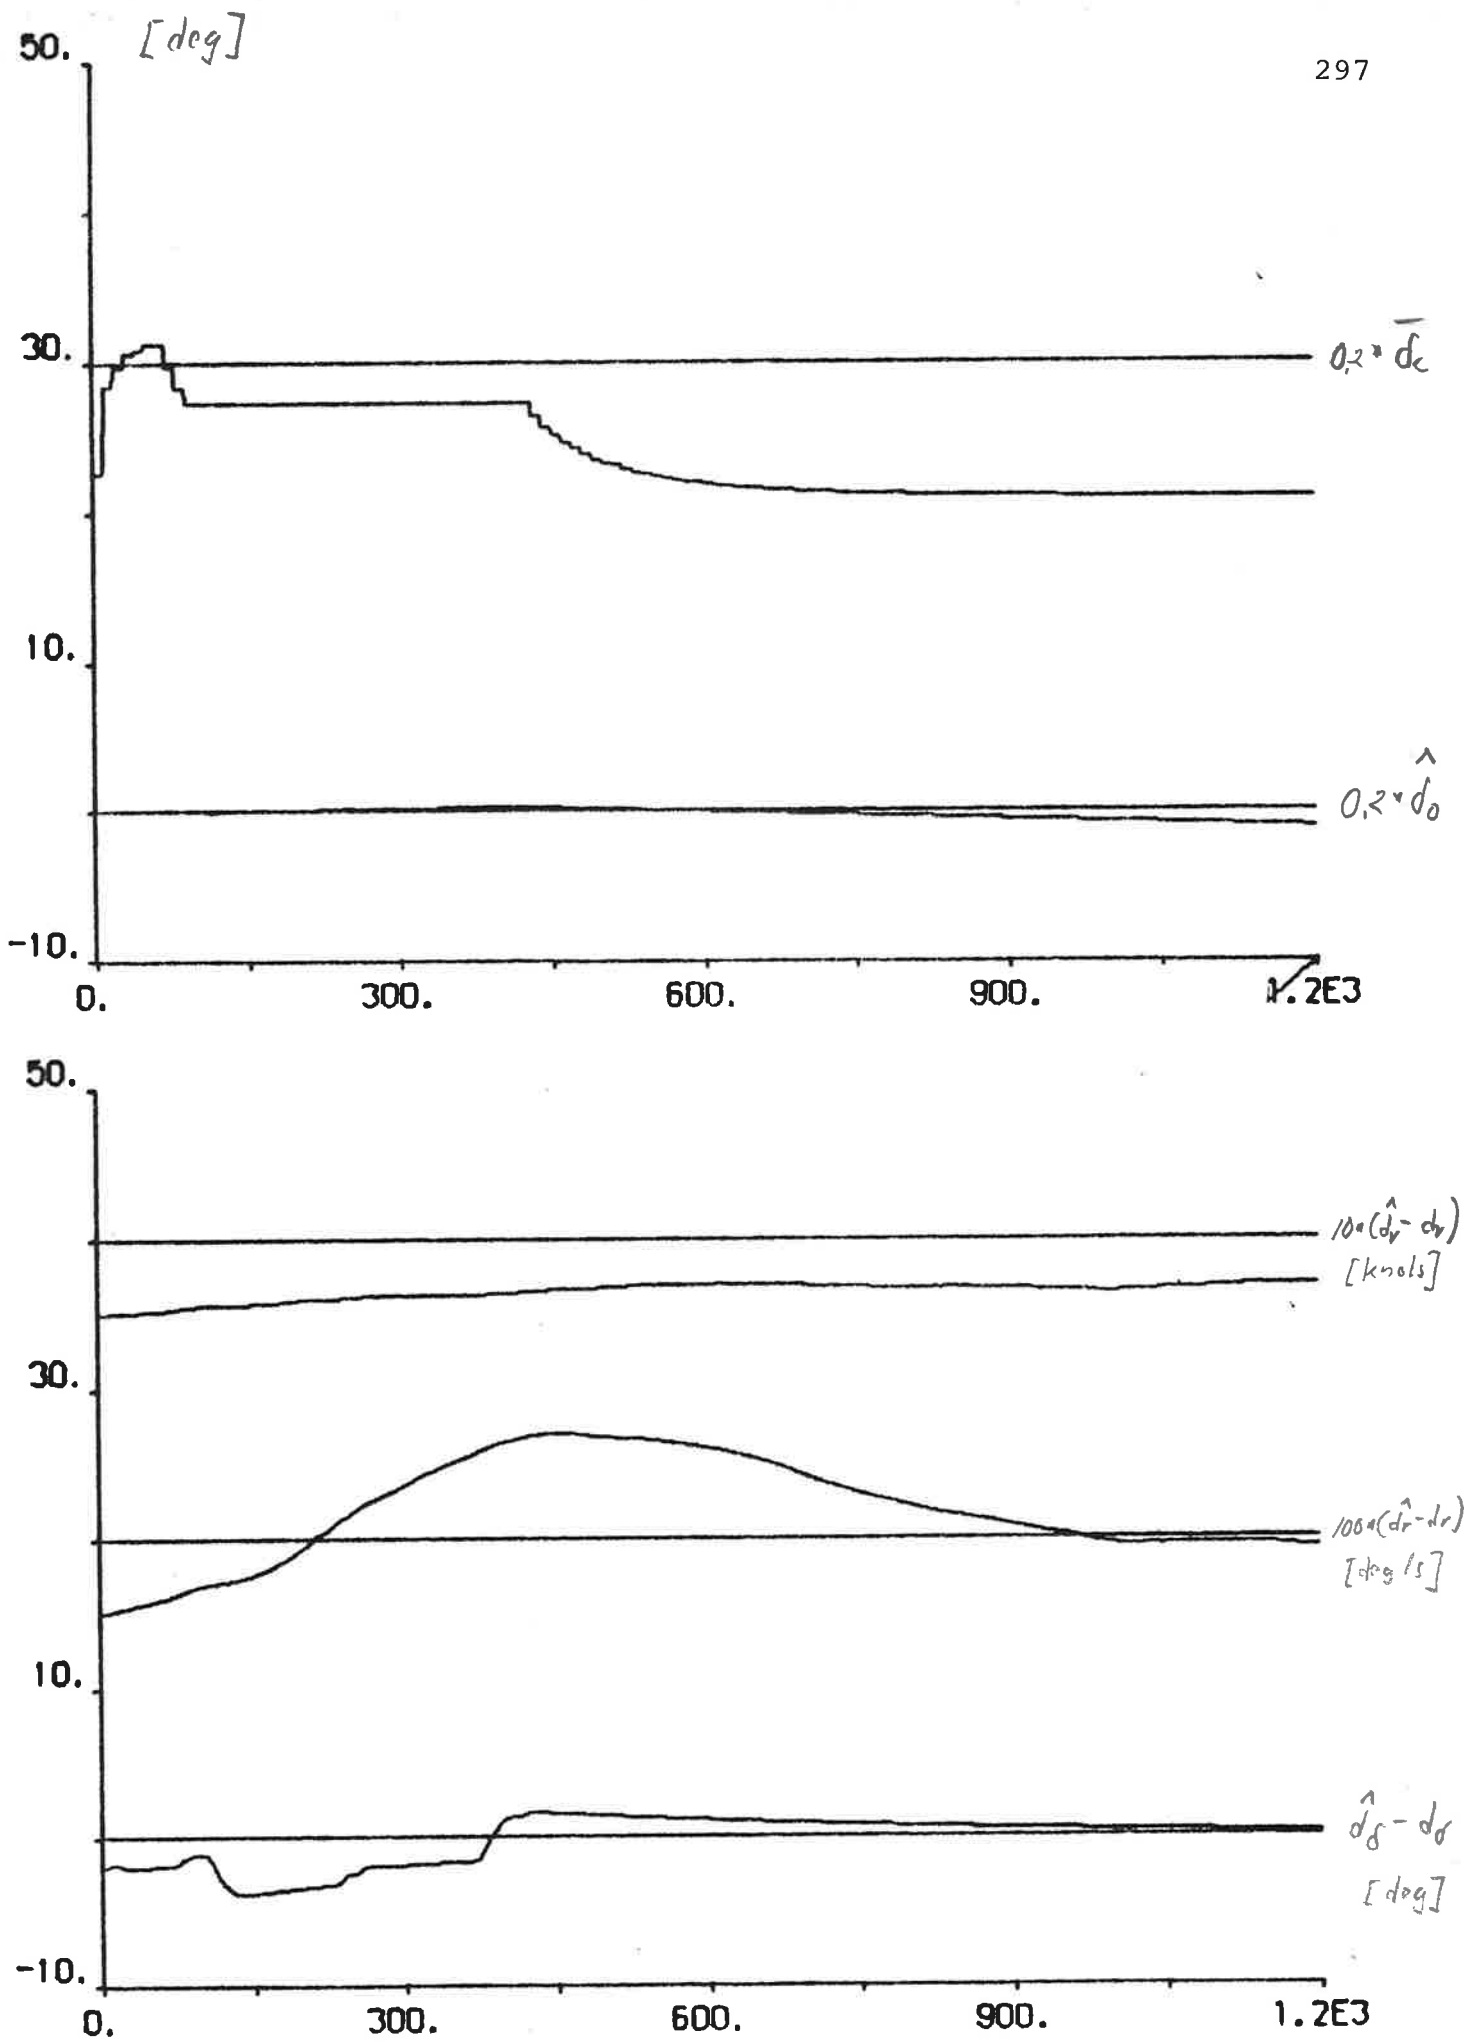 50. [deg]
297
30.
0,2* d̄c
10.
0,2* d̂0
-10.
0. 300. 600. 900. 1.2E3
50.
10*(d̂v-dv)
[knots]
30.
100*(d̂r-dr)
[deg/s]
10.
d̂δ-dδ
[deg]
-10.
0. 300. 600. 900. 1.2E3